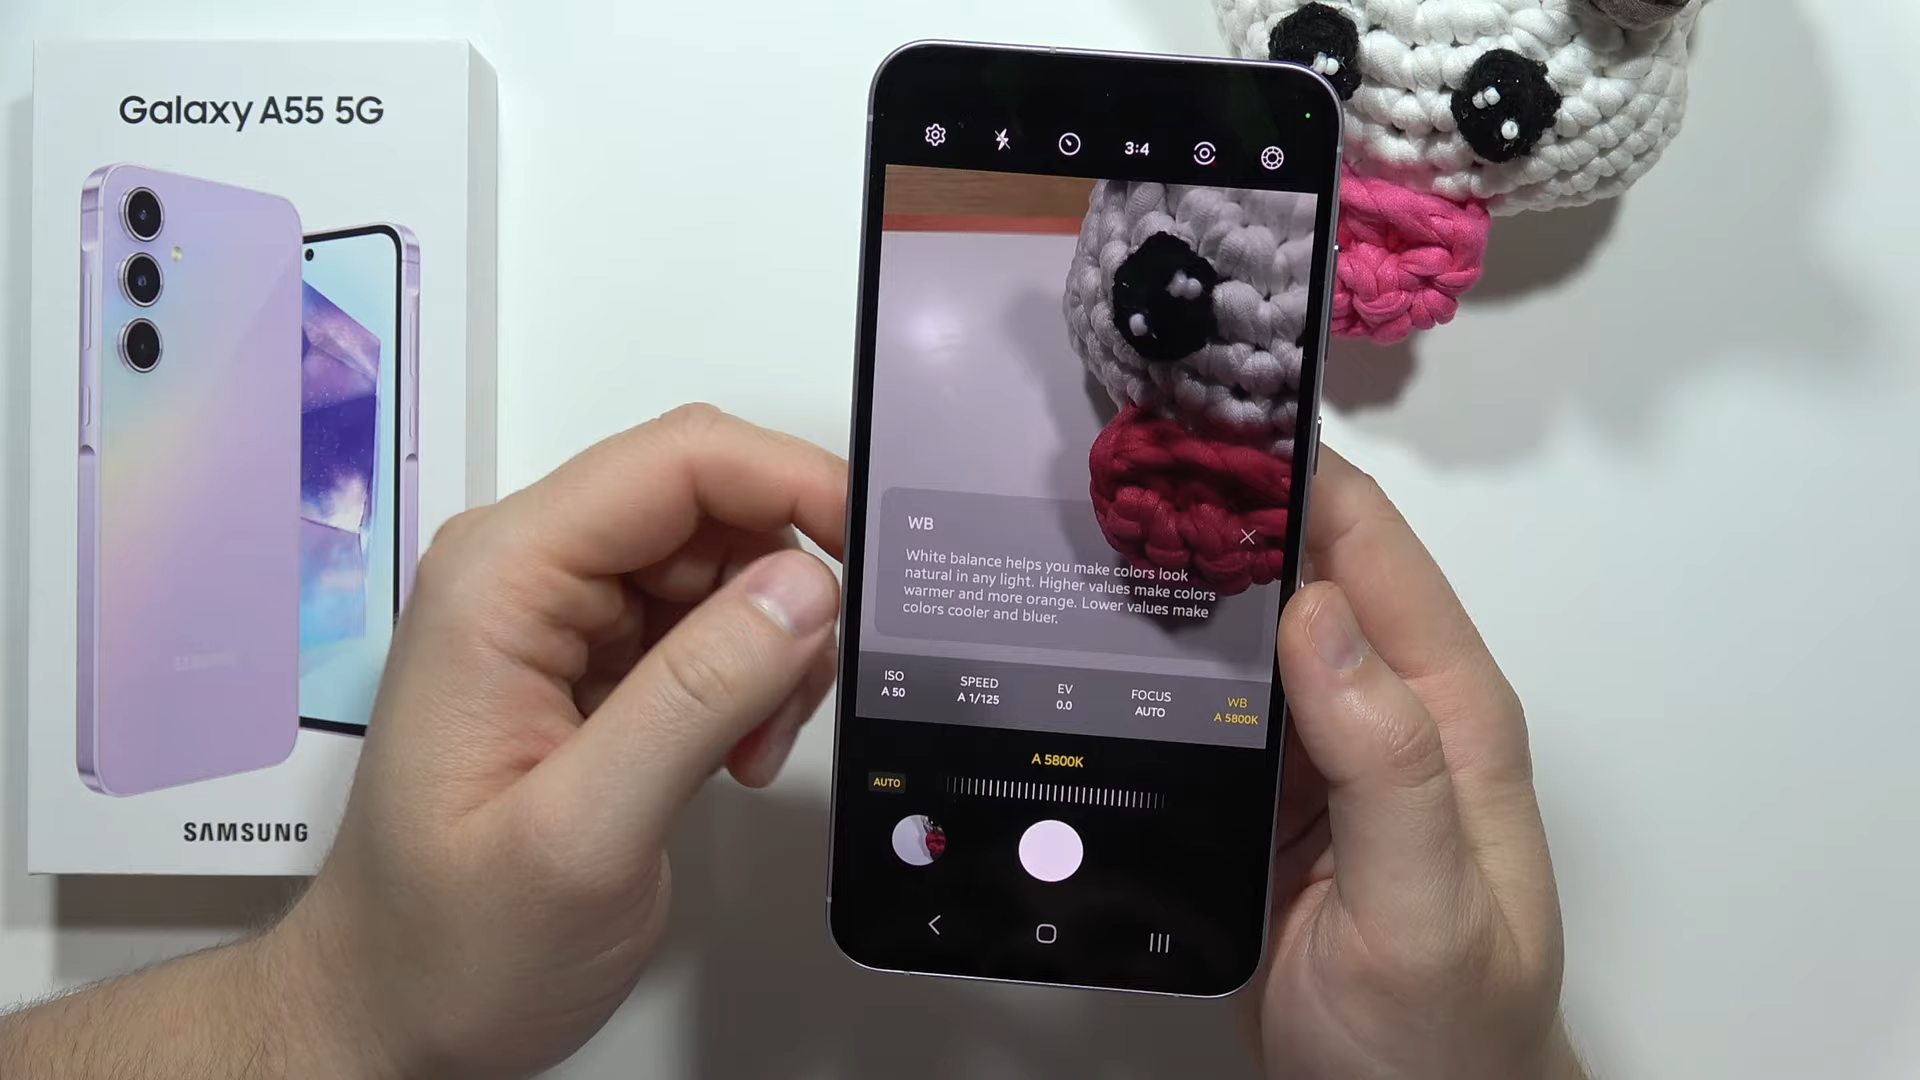 Galaxy A55 5G
SAMSUNG
3:4
WB
White balance helps you make colors look
natural in any light. Higher values make colors
warmer and more orange. Lower values make
colors cooler and bluer.
ISO
A 50
SPEED
A 1/125
EV
0.0
FOCUS
AUTO
WB
A 5800K
A 5800K
AUTO
SAMSUNG